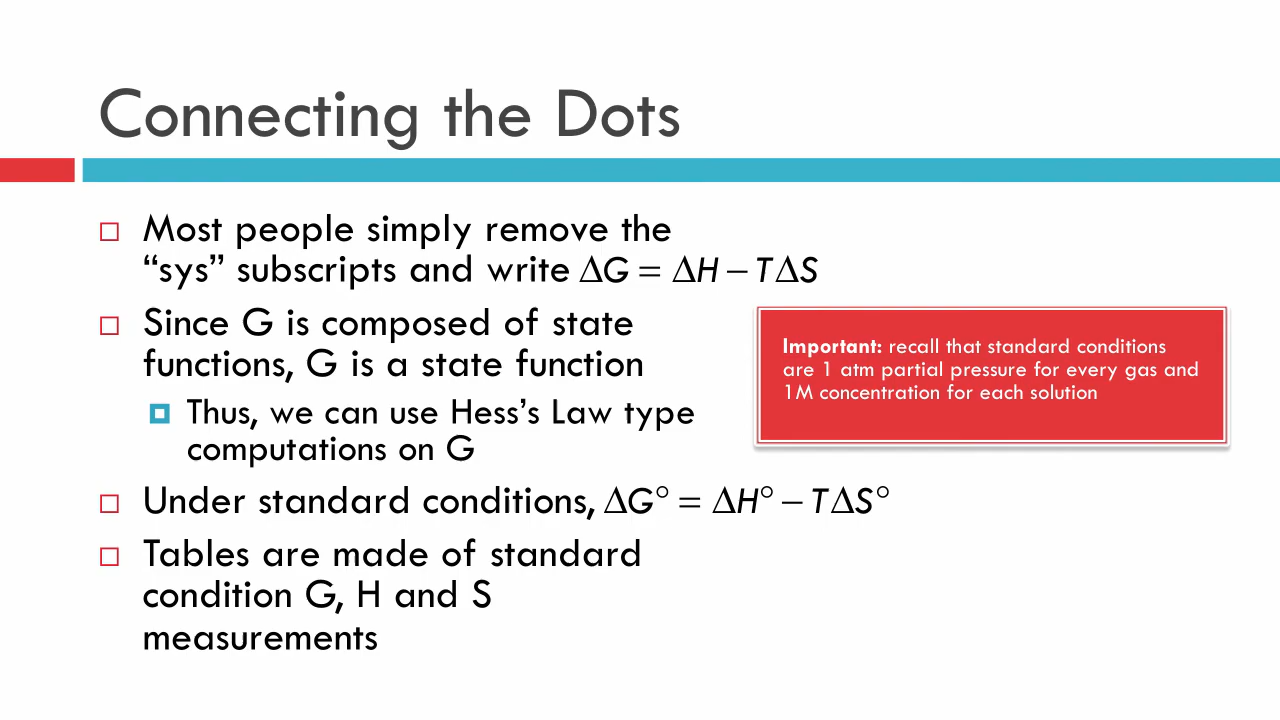 Connecting the Dots
Most people simply remove the
“sys” subscripts and write ΔG = ΔH – TΔS
Since G is composed of state
functions, G is a state function
Thus, we can use Hess’s Law type
computations on G
Important: recall that standard conditions
are 1 atm partial pressure for every gas and
1M concentration for each solution
Under standard conditions, ΔG° = ΔH° – TΔS°
Tables are made of standard
condition G, H and S
measurements